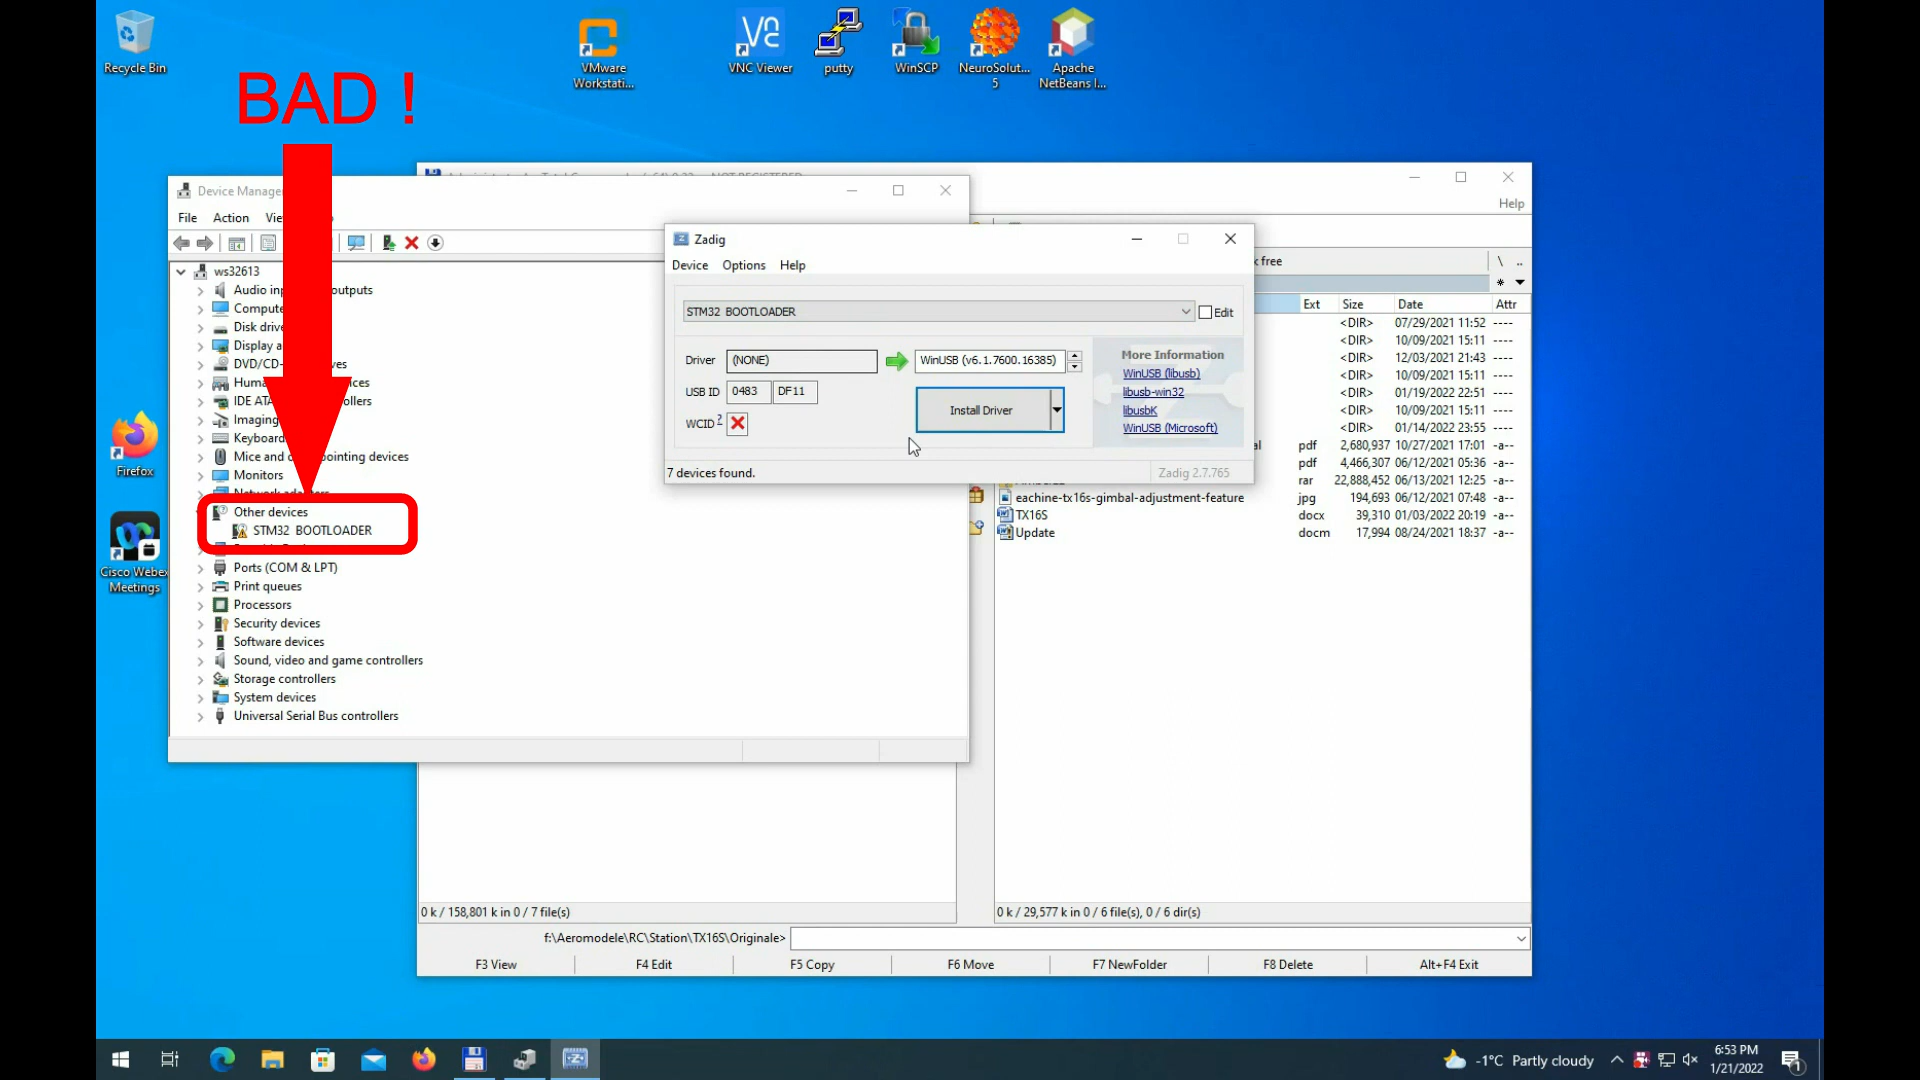 Recycle Bin
VMware
Workstati...
VNC Viewer
putty
WinSCP
NeuroSolut...
5
Apache
NetBeans I...
BAD !
Firefox
Cisco Webex
Meetings
NOT REGISTERED
Help
k free
\ ..
Ext Size Date Attr
<DIR> 07/29/2021 11:52 ----
<DIR> 10/09/2021 15:11 ----
<DIR> 12/03/2021 21:43 ----
<DIR> 10/09/2021 15:11 ----
<DIR> 01/19/2022 22:51 ----
<DIR> 10/09/2021 15:11 ----
<DIR> 01/14/2022 23:55 ----
al pdf 2,680,937 10/27/2021 17:01 -a--
pdf 4,466,307 06/12/2021 05:36 -a--
rar 22,888,452 06/13/2021 12:25 -a--
eachine-tx16s-gimbal-adjustment-feature jpg 194,693 06/12/2021 07:48 -a--
TX16S docx 39,310 01/03/2022 20:19 -a--
Update docm 17,994 08/24/2021 18:37 -a--
Device Manage
File Action Vie
ws32613
Audio in outputs
Compute
Disk drive
Display a
DVD/CD- ves
Huma ices
IDE ATA ollers
Imaging
Keyboard
Mice and o pointing devices
Monitors
Other devices
STM32 BOOTLOADER
Ports (COM & LPT)
Print queues
Processors
Security devices
Software devices
Sound, video and game controllers
Storage controllers
System devices
Universal Serial Bus controllers
Zadig
Device Options Help
STM32 BOOTLOADER
Edit
Driver (NONE) WinUSB (v6.1.7600.16385)
USB ID 0483 DF11
WCID ?
Install Driver
More Information
WinUSB (libusb)
libusb-win32
libusbK
WinUSB (Microsoft)
7 devices found.
Zadig 2.7.765
0 k / 158,801 k in 0 / 7 file(s)
0 k / 29,577 k in 0 / 6 file(s), 0 / 6 dir(s)
f:\Aeromodele\RC\Station\TX16S\Originale>
F3 View F4 Edit F5 Copy F6 Move F7 NewFolder F8 Delete Alt+F4 Exit
-1°C Partly cloudy
6:53 PM
1/21/2022
1